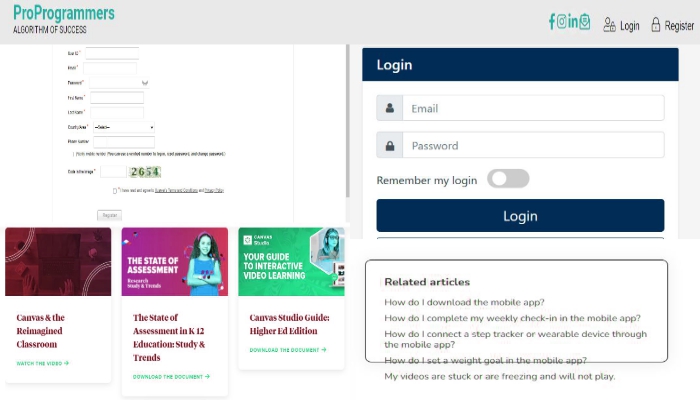 ProProgrammers
ALGORITHM OF SUCCESS
Login
Register
User ID *
Email *
Password *
First Name *
Last Name *
Country/Area *
--Select--
Phone number
Code in the image *
2654
* I have read and agree to
and Privacy Policy
Register
Login
Email
Password
Remember my login
Login
THE STATE OF
ASSESSMENT
Research
Study & Trends
CANVAS
Studio
YOUR GUIDE
TO INTERACTIVE
VIDEO LEARNING
Canvas & the
Reimagined
Classroom
WATCH THE VIDEO →
The State of
Assessment in K 12
Education: Study &
Trends
DOWNLOAD THE DOCUMENT →
Canvas Studio Guide:
Higher Ed Edition
DOWNLOAD THE DOCUMENT →
Related articles
How do I download the mobile app?
How do I complete my weekly check-in in the mobile app?
How do I connect a step tracker or wearable device through
the mobile app?
How do I set a weight goal in the mobile app?
My videos are stuck or are freezing and will not play.